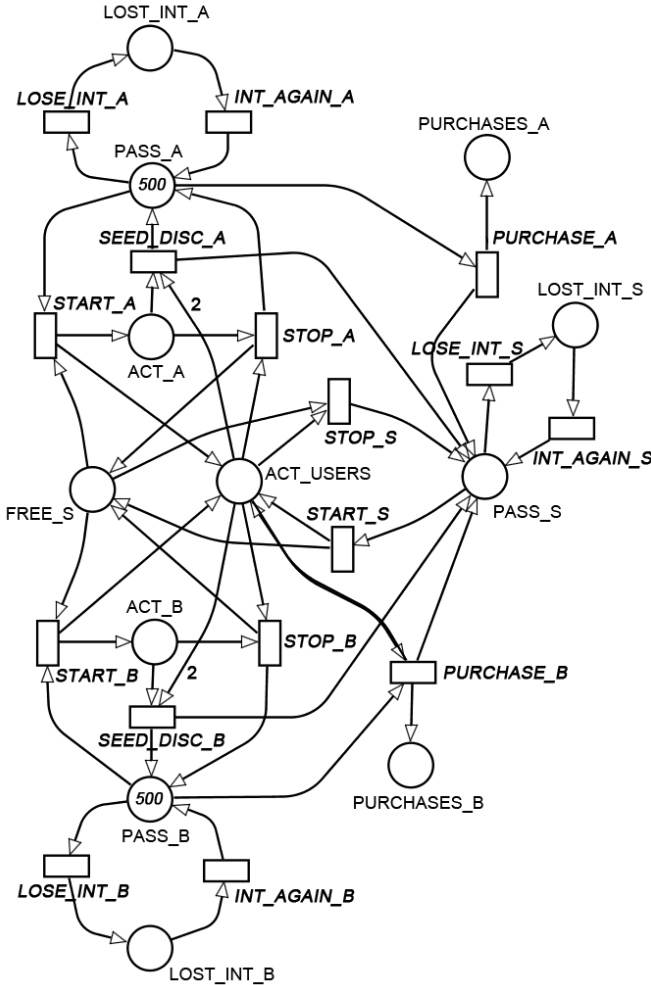 LOST_INT_A
LOSE_INT_A
INT_AGAIN_A
PURCHASES_A
PASS_A
500
SEED_DISC_A
PURCHASE_A
LOST_INT_S
START_A
2
STOP_A
LOSE_INT_S
ACT_A
STOP_S
INT_AGAIN_S
ACT_USERS
FREE_S
START_S
PASS_S
ACT_B
STOP_B
START_B
2
PURCHASE_B
SEED_DISC_B
500
PURCHASES_B
PASS_B
LOSE_INT_B
INT_AGAIN_B
LOST_INT_B